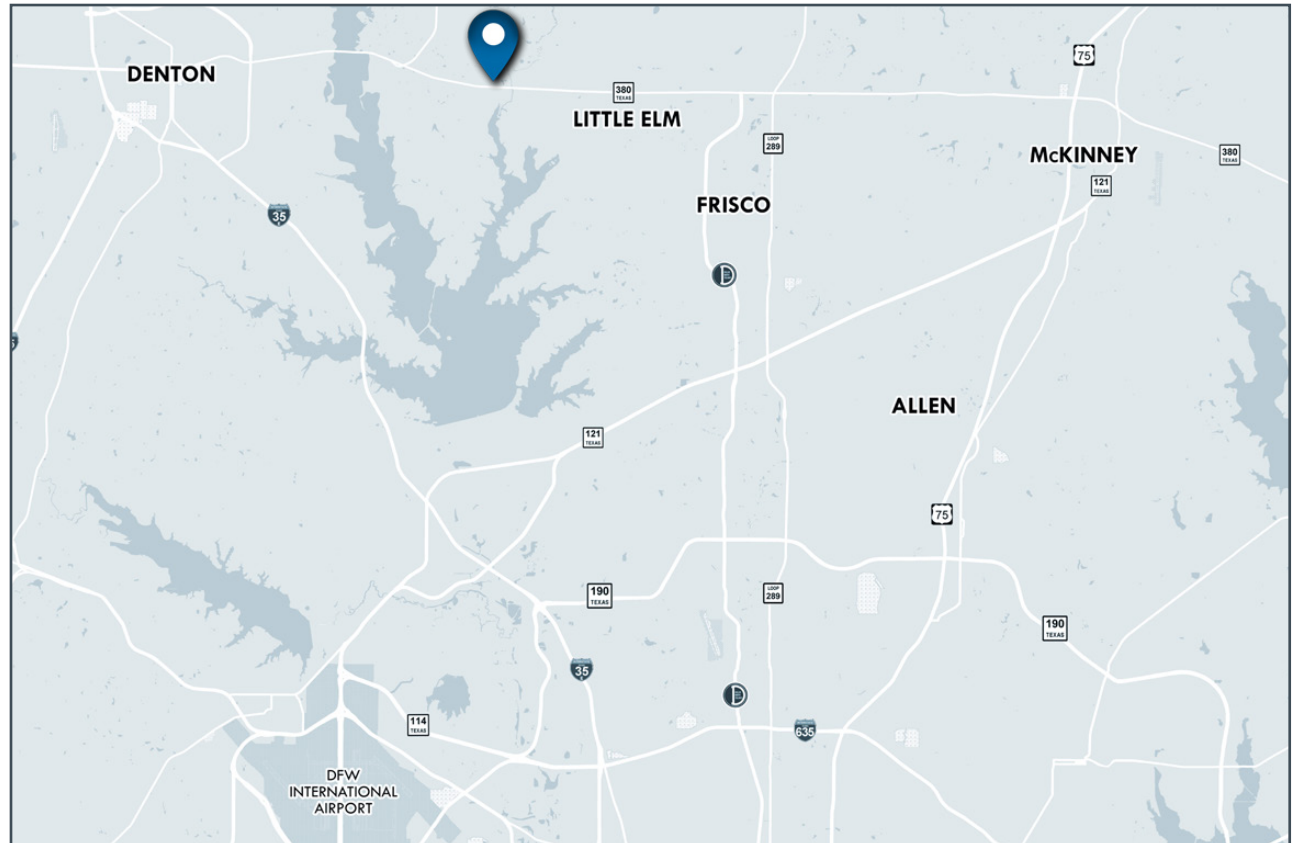 75
DENTON
380
TEXAS
LITTLE ELM
LOOP
289
McKINNEY
380
TEXAS
121
TEXAS
FRISCO
35
D
ALLEN
121
TEXAS
75
190
TEXAS
LOOP
289
190
TEXAS
35
D
114
TEXAS
635
DFW
INTERNATIONAL
AIRPORT